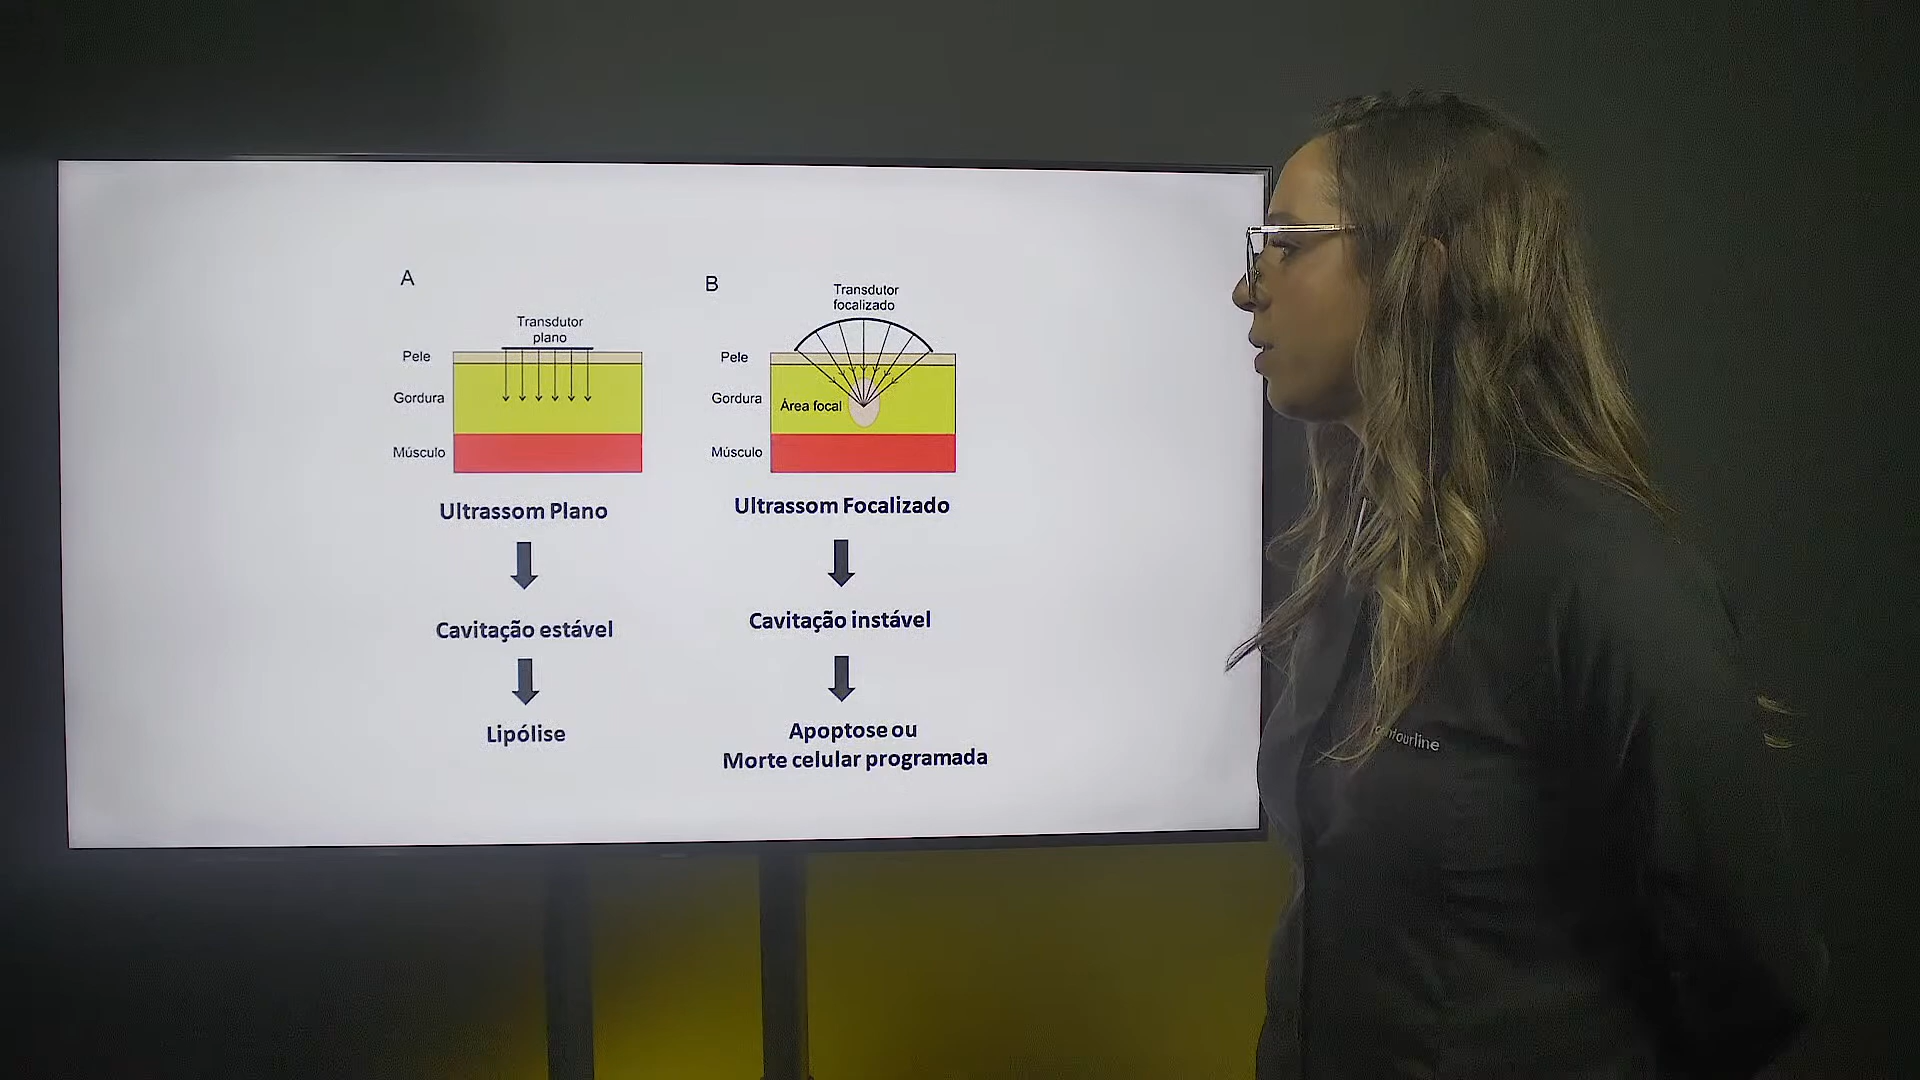 A
Transdutor
plano
Pele
Gordura
Músculo
Ultrassom Plano
Cavitação estável
Lipólise
B
Transdutor
focalizado
Pele
Gordura
Área focal
Músculo
Ultrassom Focalizado
Cavitação instável
Apoptose ou
Morte celular programada
contourline